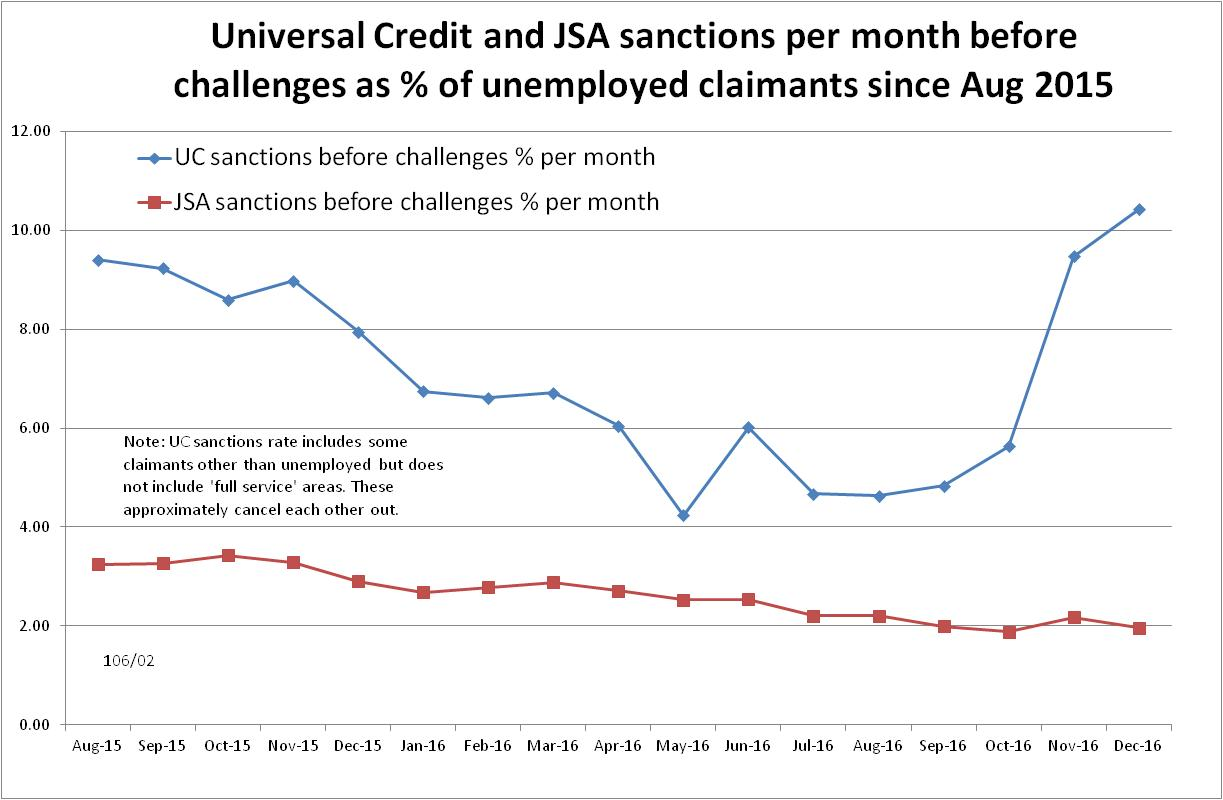 Universal Credit and JSA sanctions per month before
challenges as % of unemployed claimants since Aug 2015
12.00
UC sanctions before challenges % per month
JSA sanctions before challenges % per month
10.00
8.00
6.00
Note: UC sanctions rate includes some
claimants other than unemployed but does
not include 'full service' areas. These
approximately cancel each other out.
4.00
2.00
106/02
0.00
Aug-15 Sep-15 Oct-15 Nov-15 Dec-15 Jan-16 Feb-16 Mar-16 Apr-16 May-16 Jun-16 Jul-16 Aug-16 Sep-16 Oct-16 Nov-16 Dec-16